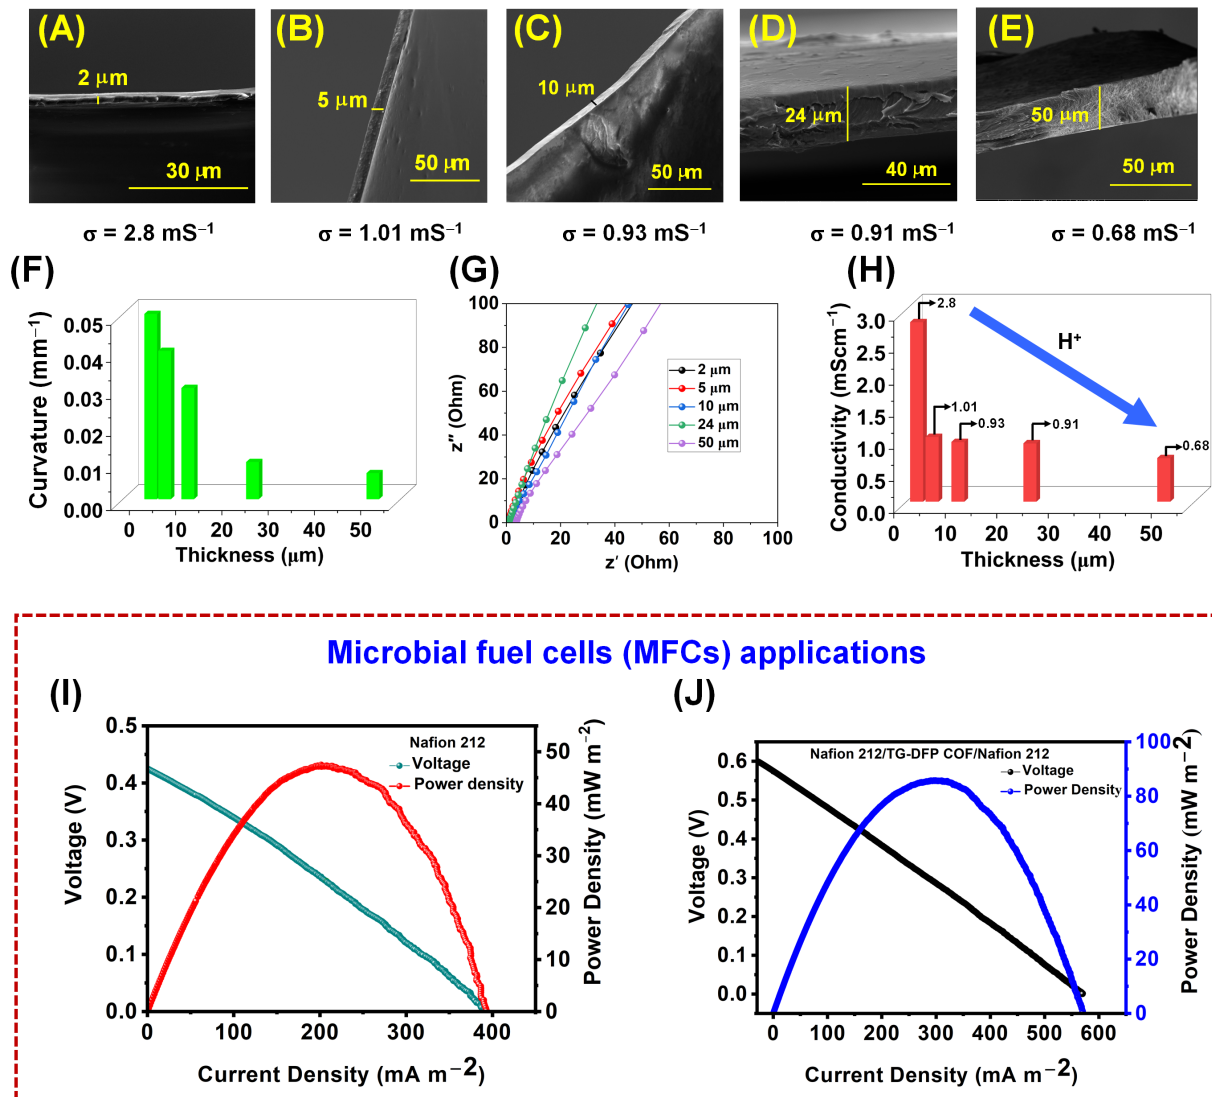 (A)
2 μm
30 μm
(B)
5 μm
50 μm
(C)
10 μm
50 μm
(D)
24 μm
40 μm
(E)
50 μm
50 μm
σ = 2.8 mS⁻¹
σ = 1.01 mS⁻¹
σ = 0.93 mS⁻¹
σ = 0.91 mS⁻¹
σ = 0.68 mS⁻¹
(F)
Curvature (mm⁻¹)
0.05
0.04
0.03
0.02
0.01
0.00
0 10 20 30 40 50
Thickness (μm)
(G)
z″ (Ohm)
100
80
60
40
20
0
2 μm
5 μm
10 μm
24 μm
50 μm
0 20 40 60 80 100
z′ (Ohm)
(H)
Conductivity (mScm⁻¹)
3.0
2.5
2.0
1.5
1.0
0.5
0.0
2.8
1.01
0.93
0.91
0.68
H⁺
0 10 20 30 40 50
Thickness (μm)
Microbial fuel cells (MFCs) applications
(I)
Voltage (V)
0.5
0.4
0.3
0.2
0.1
0.0
Nafion 212
Voltage
Power density
50
40
30
20
10
0
Power Density (mW m⁻²)
0 100 200 300 400
Current Density (mA m⁻²)
(J)
Voltage (V)
0.6
0.5
0.4
0.3
0.2
0.1
0.0
Nafion 212/TG-DFP COF/Nafion 212
Voltage
Power Density
100
80
60
40
20
0
Power Density (mW m⁻²)
0 100 200 300 400 500 600
Current Density (mA m⁻²)